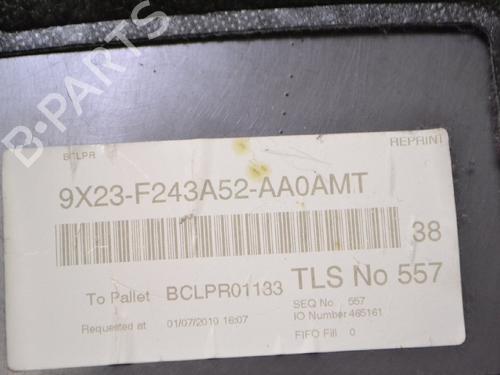 B-PARTS
BCLPR
REPRINT
9X23-F243A52-AA0AMT
38
To Pallet BCLPR01133 TLS No 557
SEQ No 557
Requested at 01/07/2010 16:07 IO Number 465161
FIFO Fill 0